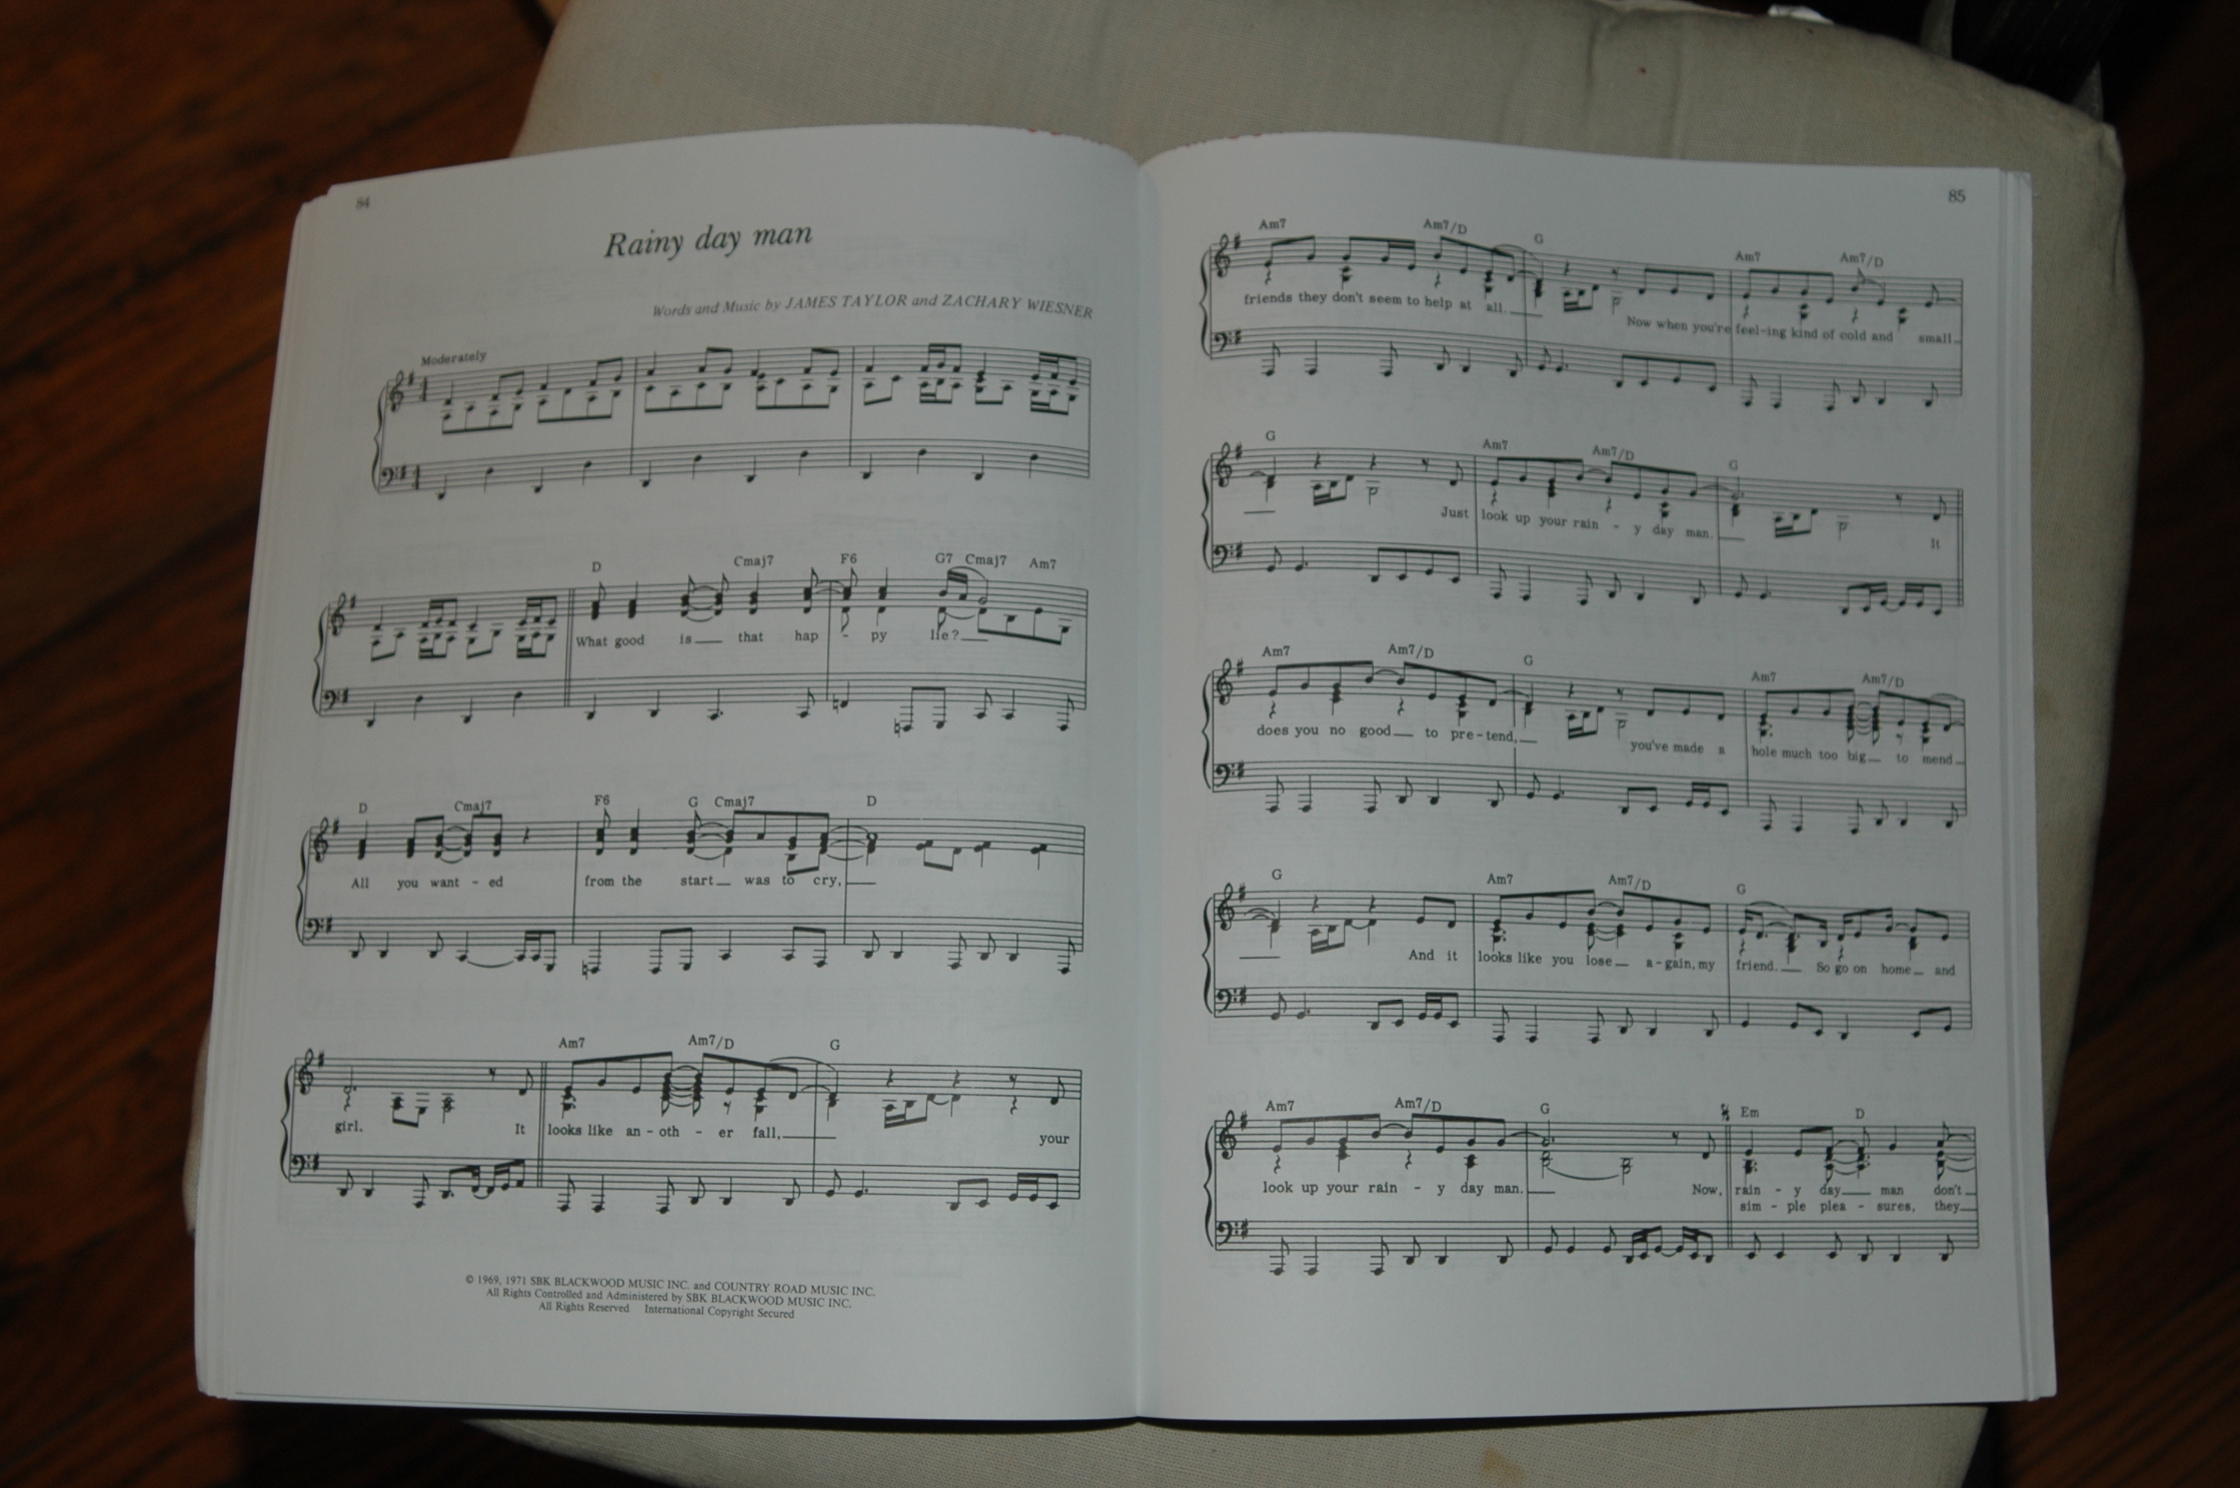 84
Rainy day man
Words and Music by JAMES TAYLOR and ZACHARY WIESNER
Moderately
D Cmaj7 F6 G7 Cmaj7 Am7
What good is that hap - py lie?
D Cmaj7 F6 G Cmaj7 D
All you want - ed from the start was to cry,
Am7 Am7/D G
girl. It looks like an - oth - er fall, your
© 1969, 1971 SBK BLACKWOOD MUSIC INC. and COUNTRY ROAD MUSIC INC.
All Rights Controlled and Administered by SBK BLACKWOOD MUSIC INC.
All Rights Reserved International Copyright Secured
85
Am7 Am7/D G Am7 Am7/D
friends they don't seem to help at all. Now when you're feel-ing kind of cold and small
G Am7 Am7/D G
Just look up your rain - y day man. It
Am7 Am7/D G Am7 Am7/D
does you no good to pre-tend, you've made a hole much too big to mend
G Am7 Am7/D G
And it looks like you lose a-gain, my friend. So go on home and
Am7 Am7/D G Em D
look up your rain - y day man. Now, rain - y day man don't
sim - ple plea - sures, they